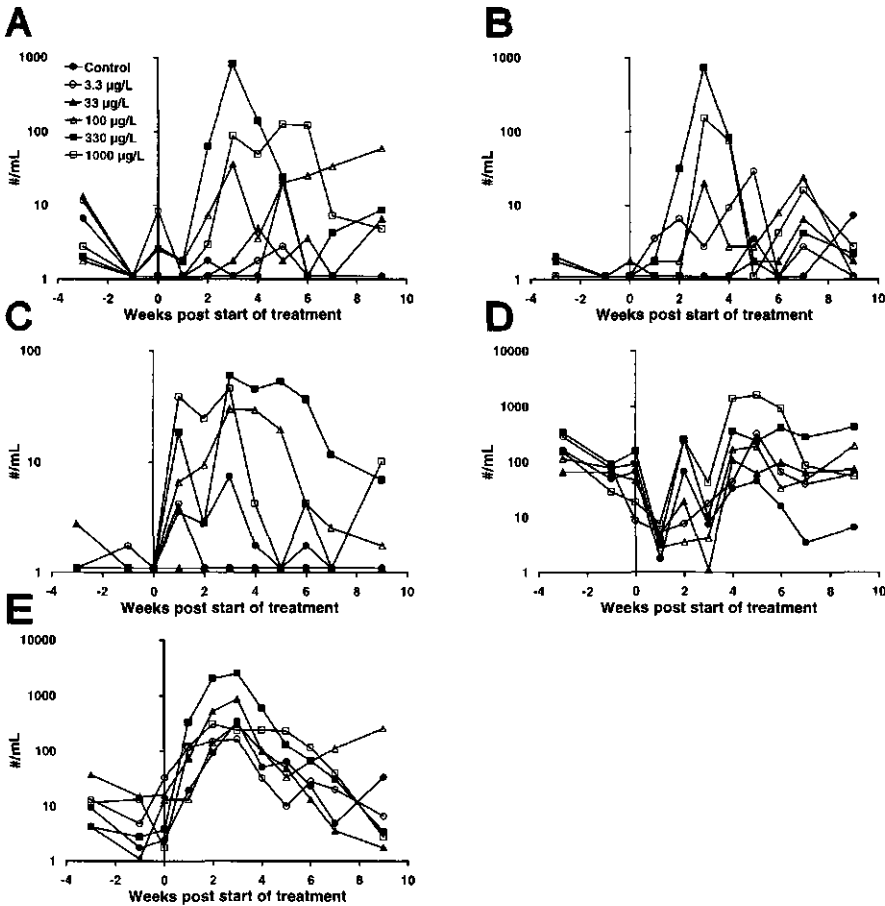 A
#/mL
1000
100
10
1
Control
3.3 µg/L
33 µg/L
100 µg/L
330 µg/L
1000 µg/L
-4 -2 0 2 4 6 8 10
Weeks post start of treatment
B
#/mL
1000
100
10
1
-4 -2 0 2 4 6 8 10
Weeks post start of treatment
C
#/mL
100
10
1
-4 -2 0 2 4 6 8 10
Weeks post start of treatment
D
#/mL
10000
1000
100
10
1
-4 -2 0 2 4 6 8 10
Weeks post start of treatment
E
#/mL
10000
1000
100
10
1
-4 -2 0 2 4 6 8 10
Weeks post start of treatment